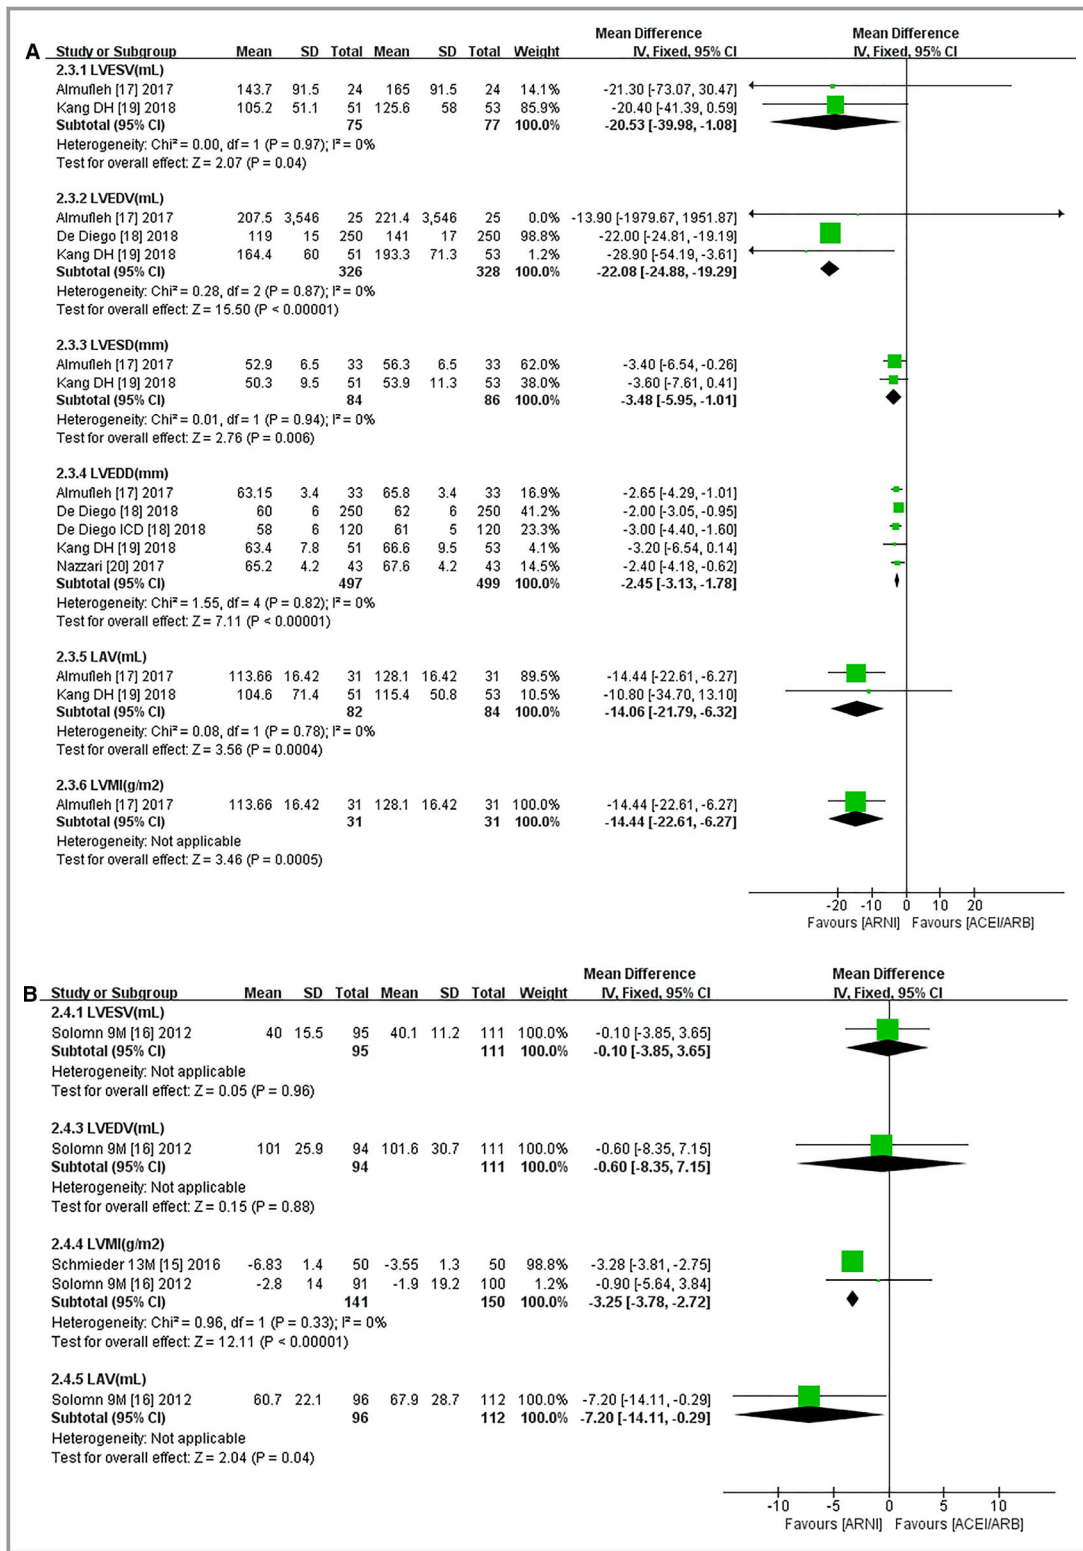 Mean Difference Mean Difference
A Study or Subgroup Mean SD Total Mean SD Total Weight IV, Fixed, 95% CI IV, Fixed, 95% CI
2.3.1 LVESV(mL)
Almufleh [17] 2017 143.7 91.5 24 165 91.5 24 14.1% -21.30 [-73.07, 30.47]
Kang DH [19] 2018 105.2 51.1 51 125.6 58 53 85.9% -20.40 [-41.39, 0.59]
Subtotal (95% CI) 75 77 100.0% -20.53 [-39.98, -1.08]
Heterogeneity: Chi² = 0.00, df = 1 (P = 0.97); I² = 0%
Test for overall effect: Z = 2.07 (P = 0.04)
2.3.2 LVEDV(mL)
Almufleh [17] 2017 207.5 3,546 25 221.4 3,546 25 0.0% -13.90 [-1979.67, 1951.87]
De Diego [18] 2018 119 15 250 141 17 250 98.8% -22.00 [-24.81, -19.19]
Kang DH [19] 2018 164.4 60 51 193.3 71.3 53 1.2% -28.90 [-54.19, -3.61]
Subtotal (95% CI) 326 328 100.0% -22.08 [-24.88, -19.29]
Heterogeneity: Chi² = 0.28, df = 2 (P = 0.87); I² = 0%
Test for overall effect: Z = 15.50 (P < 0.00001)
2.3.3 LVESD(mm)
Almufleh [17] 2017 52.9 6.5 33 56.3 6.5 33 62.0% -3.40 [-6.54, -0.26]
Kang DH [19] 2018 50.3 9.5 51 53.9 11.3 53 38.0% -3.60 [-7.61, 0.41]
Subtotal (95% CI) 84 86 100.0% -3.48 [-5.95, -1.01]
Heterogeneity: Chi² = 0.01, df = 1 (P = 0.94); I² = 0%
Test for overall effect: Z = 2.76 (P = 0.006)
2.3.4 LVEDD(mm)
Almufleh [17] 2017 63.15 3.4 33 65.8 3.4 33 16.9% -2.65 [-4.29, -1.01]
De Diego [18] 2018 60 6 250 62 6 250 41.2% -2.00 [-3.05, -0.95]
De Diego ICD [18] 2018 58 6 120 61 5 120 23.3% -3.00 [-4.40, -1.60]
Kang DH [19] 2018 63.4 7.8 51 66.6 9.5 53 4.1% -3.20 [-6.54, 0.14]
Nazzari [20] 2017 65.2 4.2 43 67.6 4.2 43 14.5% -2.40 [-4.18, -0.62]
Subtotal (95% CI) 497 499 100.0% -2.45 [-3.13, -1.78]
Heterogeneity: Chi² = 1.55, df = 4 (P = 0.82); I² = 0%
Test for overall effect: Z = 7.11 (P < 0.00001)
2.3.5 LAV(mL)
Almufleh [17] 2017 113.66 16.42 31 128.1 16.42 31 89.5% -14.44 [-22.61, -6.27]
Kang DH [19] 2018 104.6 71.4 51 115.4 50.8 53 10.5% -10.80 [-34.70, 13.10]
Subtotal (95% CI) 82 84 100.0% -14.06 [-21.79, -6.32]
Heterogeneity: Chi² = 0.08, df = 1 (P = 0.78); I² = 0%
Test for overall effect: Z = 3.56 (P = 0.0004)
2.3.6 LVMI(g/m2)
Almufleh [17] 2017 113.66 16.42 31 128.1 16.42 31 100.0% -14.44 [-22.61, -6.27]
Subtotal (95% CI) 31 31 100.0% -14.44 [-22.61, -6.27]
Heterogeneity: Not applicable
Test for overall effect: Z = 3.46 (P = 0.0005)
-20 -10 0 10 20
Favours [ARNI] Favours [ACEI/ARB]
Mean Difference Mean Difference
B Study or Subgroup Mean SD Total Mean SD Total Weight IV, Fixed, 95% CI IV, Fixed, 95% CI
2.4.1 LVESV(mL)
Solomn 9M [16] 2012 40 15.5 95 40.1 11.2 111 100.0% -0.10 [-3.85, 3.65]
Subtotal (95% CI) 95 111 100.0% -0.10 [-3.85, 3.65]
Heterogeneity: Not applicable
Test for overall effect: Z = 0.05 (P = 0.96)
2.4.3 LVEDV(mL)
Solomn 9M [16] 2012 101 25.9 94 101.6 30.7 111 100.0% -0.60 [-8.35, 7.15]
Subtotal (95% CI) 94 111 100.0% -0.60 [-8.35, 7.15]
Heterogeneity: Not applicable
Test for overall effect: Z = 0.15 (P = 0.88)
2.4.4 LVMI(g/m2)
Schmieder 13M [15] 2016 -6.83 1.4 50 -3.55 1.3 50 98.8% -3.28 [-3.81, -2.75]
Solomn 9M [16] 2012 -2.8 14 91 -1.9 19.2 100 1.2% -0.90 [-5.64, 3.84]
Subtotal (95% CI) 141 150 100.0% -3.25 [-3.78, -2.72]
Heterogeneity: Chi² = 0.96, df = 1 (P = 0.33); I² = 0%
Test for overall effect: Z = 12.11 (P < 0.00001)
2.4.5 LAV(mL)
Solomn 9M [16] 2012 60.7 22.1 96 67.9 28.7 112 100.0% -7.20 [-14.11, -0.29]
Subtotal (95% CI) 96 112 100.0% -7.20 [-14.11, -0.29]
Heterogeneity: Not applicable
Test for overall effect: Z = 2.04 (P = 0.04)
-10 -5 0 5 10
Favours [ARNI] Favours [ACEI/ARB]